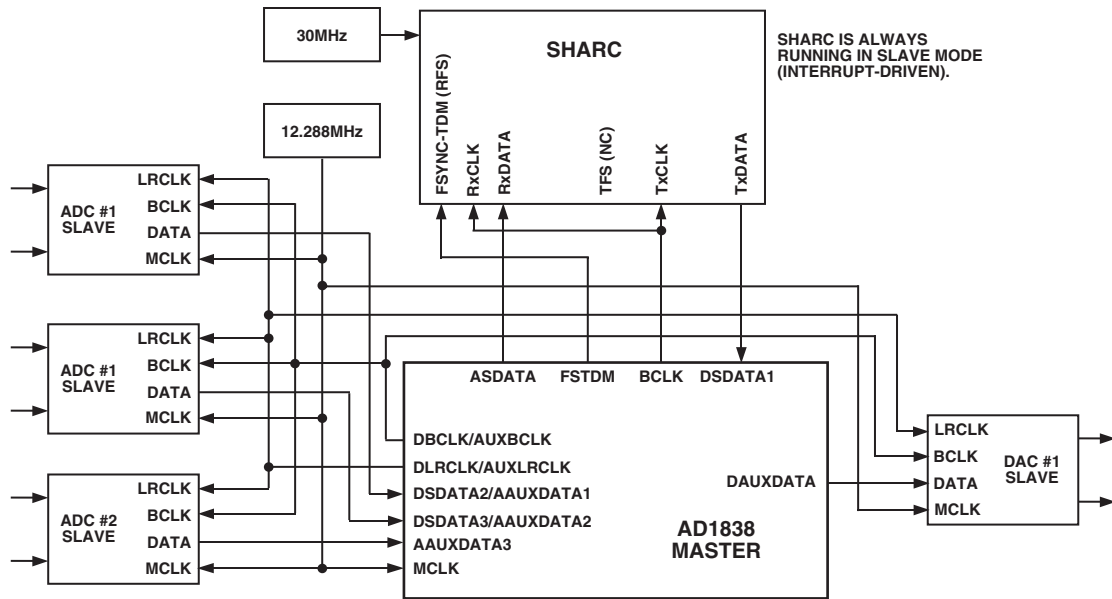 30MHz
SHARC
SHARC IS ALWAYS
RUNNING IN SLAVE MODE
(INTERRUPT-DRIVEN).
12.288MHz
FSYNC-TDM (RFS)
RxCLK
RxDATA
TFS (NC)
TxCLK
TxDATA
ADC #1
SLAVE
LRCLK
BCLK
DATA
MCLK
ADC #1
SLAVE
LRCLK
BCLK
DATA
MCLK
ADC #2
SLAVE
LRCLK
BCLK
DATA
MCLK
ASDATA
FSTDM
BCLK
DSDATA1
DBCLK/AUXBCLK
DLRCLK/AUXLRCLK
DSDATA2/AAUXDATA1
DSDATA3/AAUXDATA2
AAUXDATA3
MCLK
DAUXDATA
AD1838
MASTER
LRCLK
BCLK
DATA
MCLK
DAC #1
SLAVE